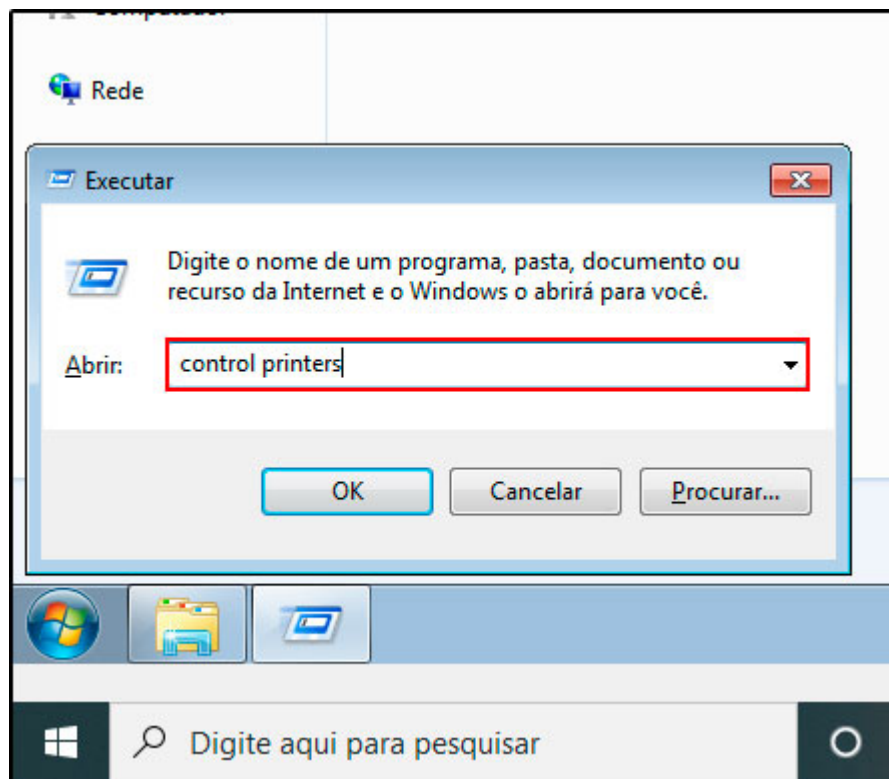 Rede
Executar
Digite o nome de um programa, pasta, documento ou
recurso da Internet e o Windows o abrirá para você.
Abrir:
control printers
OK
Cancelar
Procurar...
Digite aqui para pesquisar